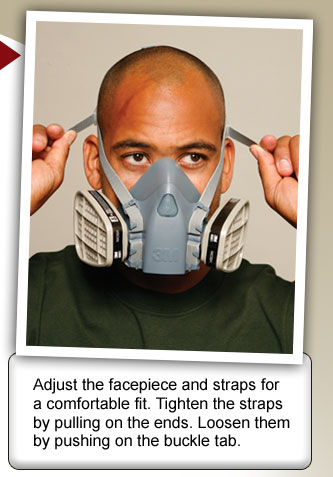 3M
Adjust the facepiece and straps for
a comfortable fit. Tighten the straps
by pulling on the ends. Loosen them
by pushing on the buckle tab.